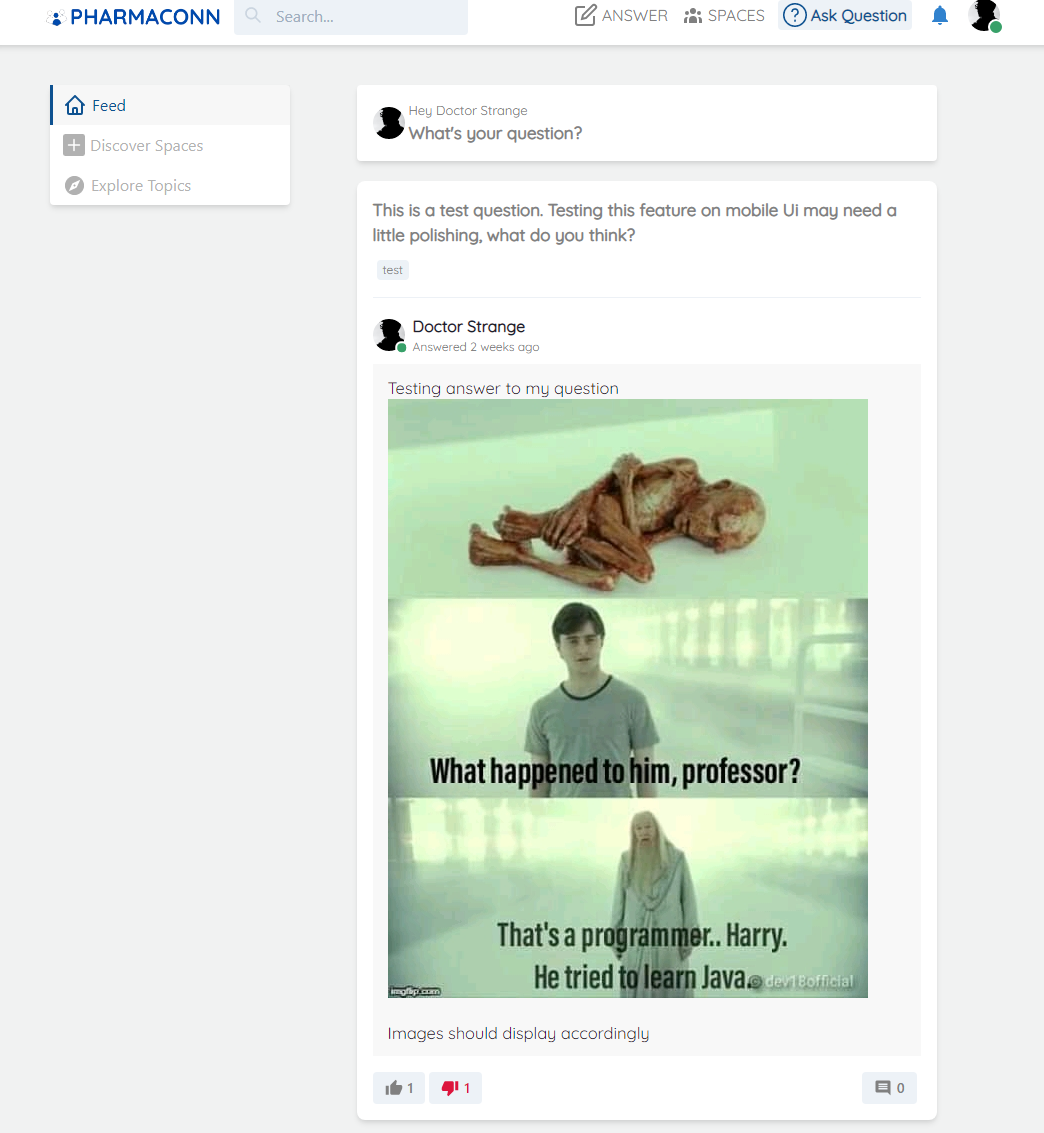 PHARMACONN
Search...
ANSWER
SPACES
Ask Question
Feed
Discover Spaces
Explore Topics
Hey Doctor Strange
What's your question?
This is a test question. Testing this feature on mobile Ui may need a
little polishing, what do you think?
test
Doctor Strange
Answered 2 weeks ago
Testing answer to my question
What happened to him, professor?
That's a programmer.. Harry.
He tried to learn Java.
@dev18official
imgflip.com
Images should display accordingly
1
1
0